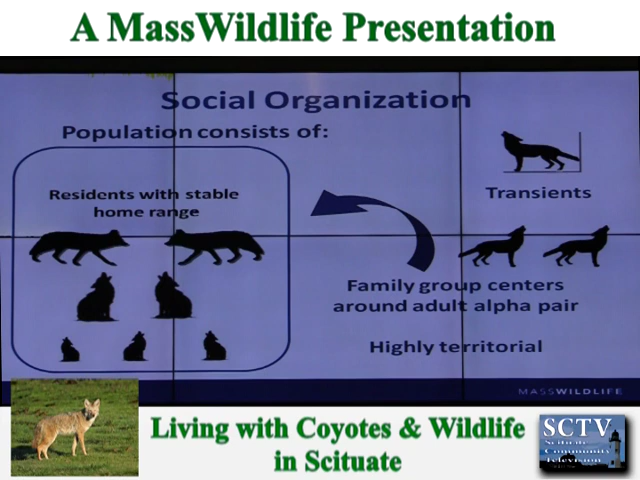 A MassWildlife Presentation
Social Organization
Population consists of:
Residents with stable
home range
Transients
Family group centers
around adult alpha pair
Highly territorial
MASSWILDLIFE
Living with Coyotes & Wildlife
in Scituate
SCTV
Scituate
Community
Television